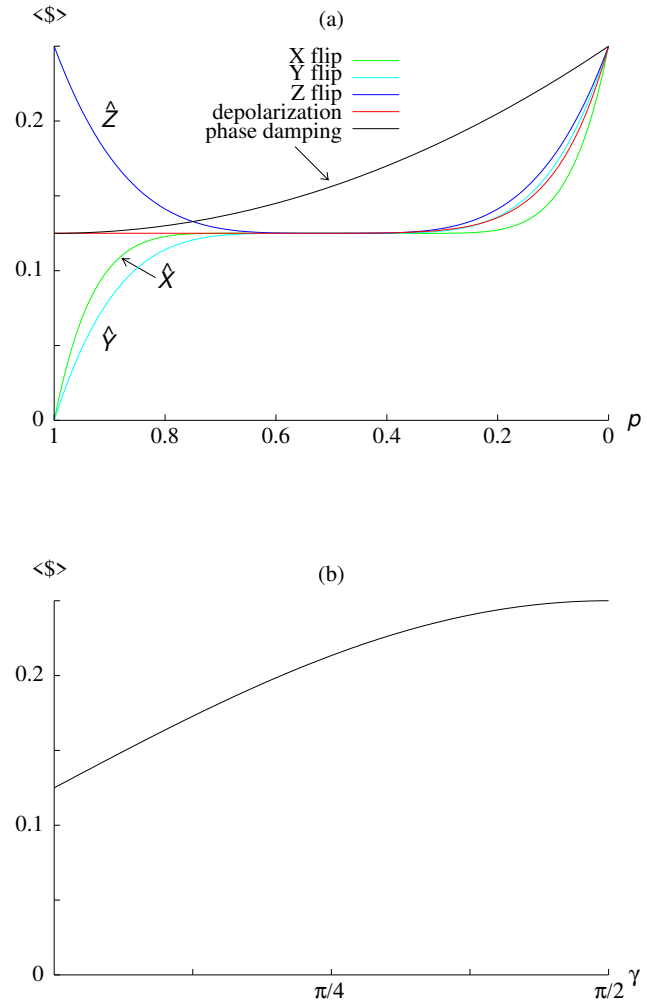 <$>
(a)
X flip
Y flip
Z flip
depolarization
phase damping
Ẑ
0.2
0.1
X̂
Ŷ
0
1 0.8 0.6 0.4 0.2 0 p
<$>
(b)
0.2
0.1
0
π/4 π/2 γ